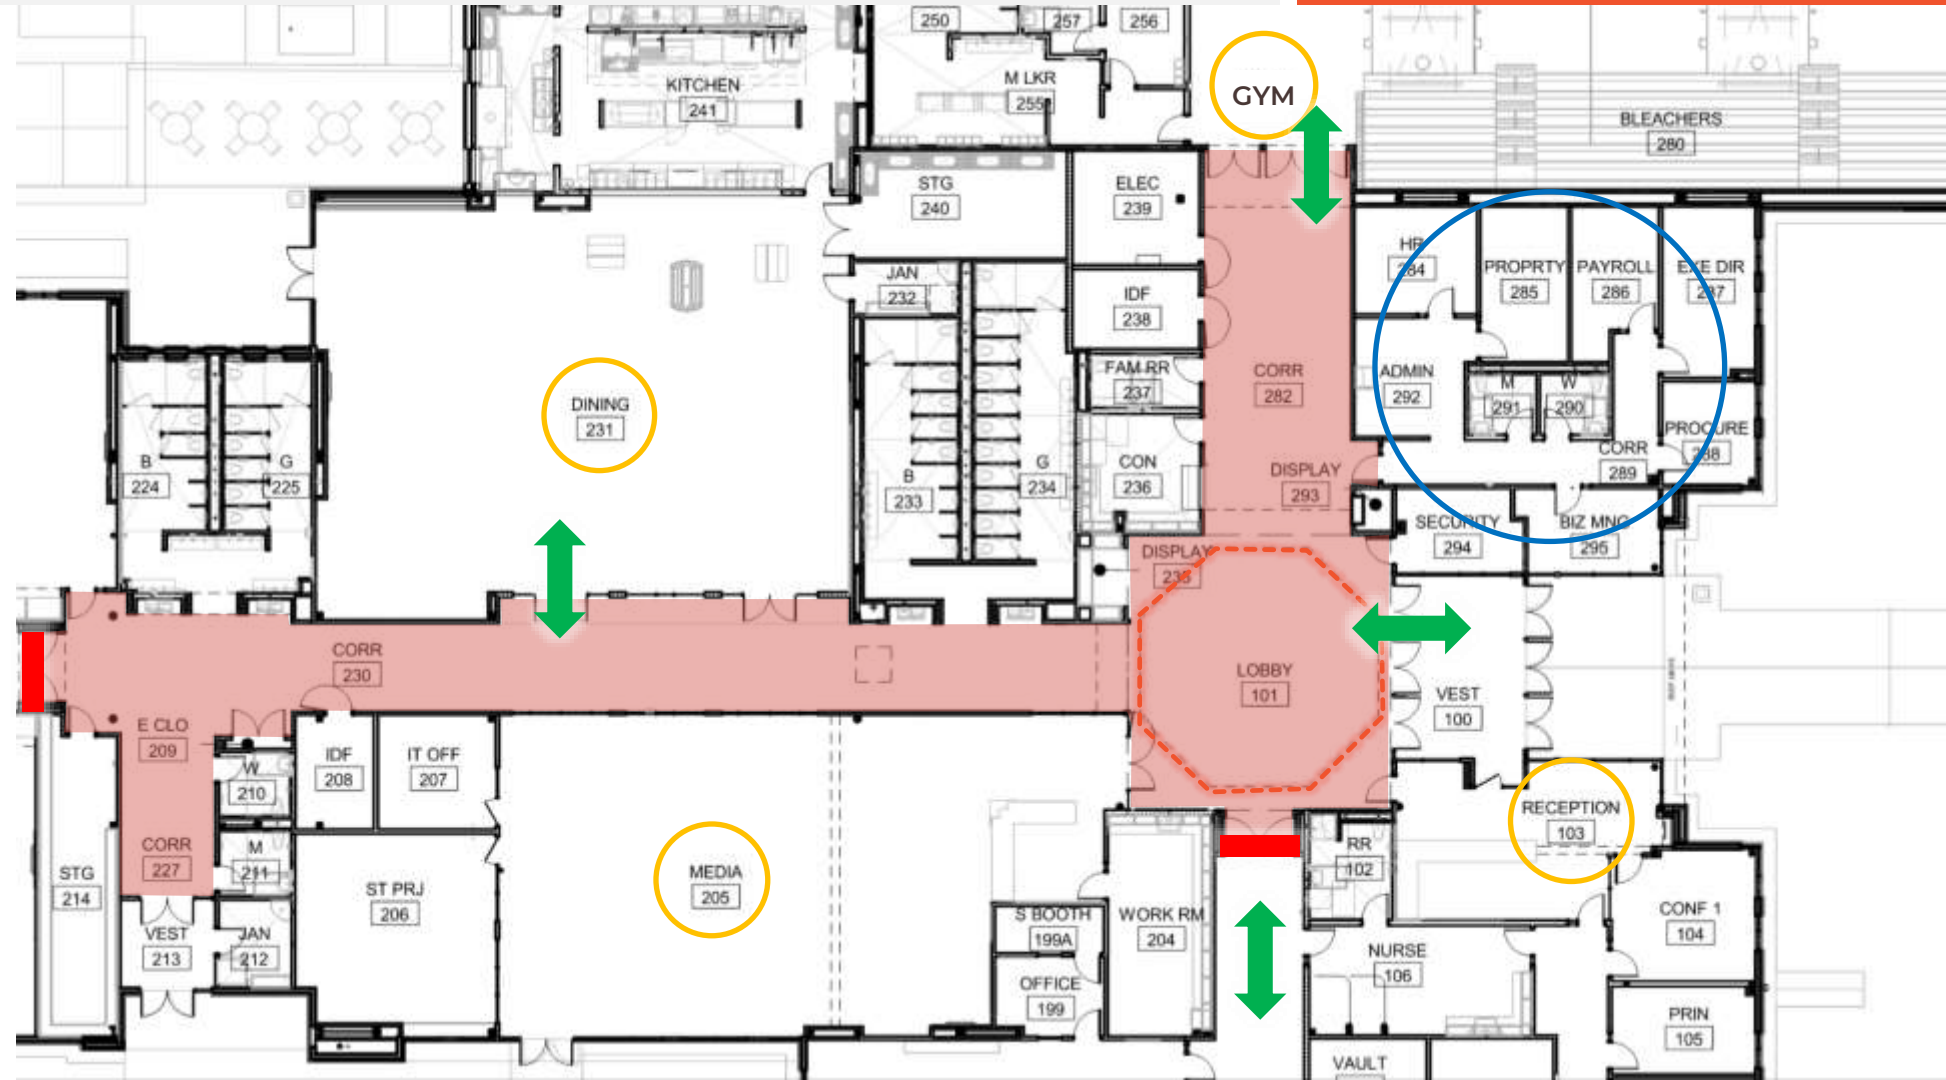 250
257
256
KITCHEN
241
M LKR
255
GYM
BLEACHERS
280
STG
240
ELEC
239
JAN
232
IDF
238
HR
284
PROPRTY
285
PAYROLL
286
EXE DIR
287
FAM RR
237
CORR
282
ADMIN
292
M
291
W
290
DINING
231
B
224
G
225
B
233
G
234
CON
236
DISPLAY
293
CORR
289
PROCURE
288
SECURITY
294
BIZ MNG
295
DISPLAY
235
CORR
230
LOBBY
101
VEST
100
E CLO
209
W
210
IDF
208
IT OFF
207
RECEPTION
103
CORR
227
M
211
STG
214
ST PRJ
206
MEDIA
205
RR
102
S BOOTH
199A
WORK RM
204
CONF 1
104
VEST
213
JAN
212
NURSE
106
OFFICE
199
PRIN
105
VAULT